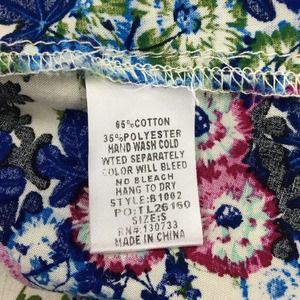 65%COTTON
35%POLYESTER
HAND WASH COLD
WTED SEPARATELY
COLOR WILL BLEED
NO BLEACH
HANG TO DRY
STYLE:B1002
PO:TL26160
SIZE:S
RN#:130733
MADE IN CHINA